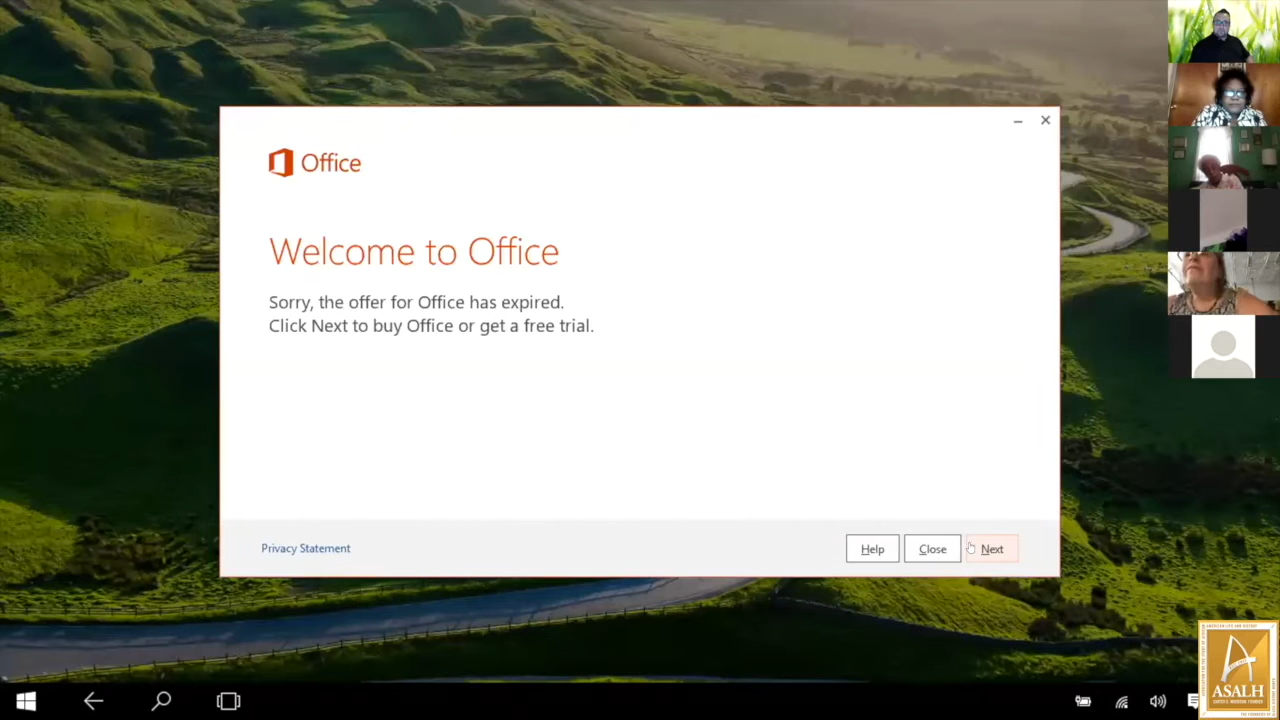 Office
Welcome to Office
Sorry, the offer for Office has expired.
Click Next to buy Office or get a free trial.
Privacy Statement
Help
Close
Next
ASALH